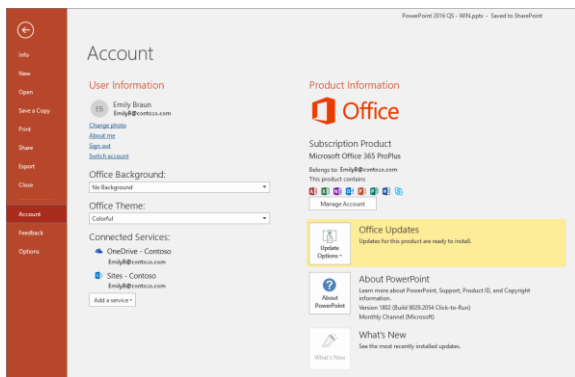 PowerPoint 2016 QS - WIN.pptx - Saved to SharePoint
Info
New
Open
Save a Copy
Print
Share
Export
Close
Account
Feedback
Options
Account
User Information
EB
Emily Braun
EmilyB@contoso.com
Change photo
About me
Sign out
Switch account
Office Background:
No Background
Office Theme:
Colorful
Connected Services:
OneDrive - Contoso
EmilyB@contoso.com
Sites - Contoso
EmilyB@contoso.com
Add a service
Product Information
Office
Subscription Product
Microsoft Office 365 ProPlus
Belongs to: EmilyB@contoso.com
This product contains
Manage Account
Update
Options
Office Updates
Updates for this product are ready to install.
About
PowerPoint
About PowerPoint
Learn more about PowerPoint, Support, Product ID, and Copyright
information.
Version 1802 (Build 9029.2054 Click-to-Run)
Monthly Channel (Microsoft)
What's New
What's New
See the most recently installed updates.